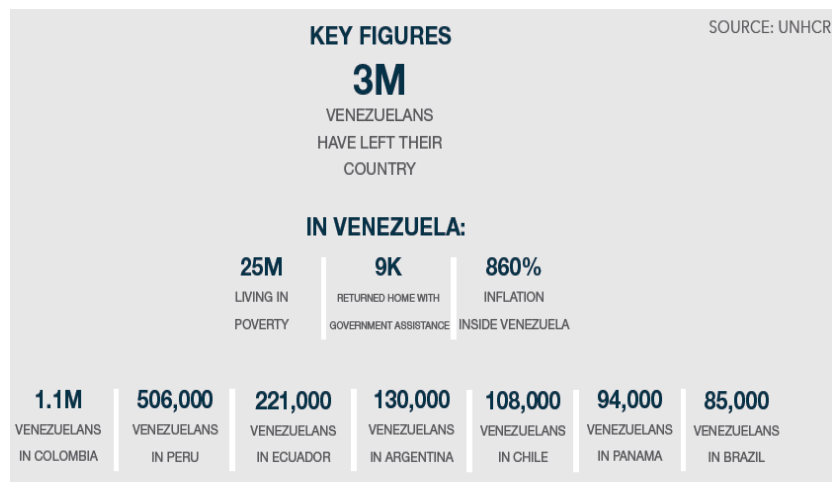 SOURCE: UNHCR
KEY FIGURES
3M
VENEZUELANS
HAVE LEFT THEIR
COUNTRY
IN VENEZUELA:
25M
LIVING IN
POVERTY
9K
RETURNED HOME WITH
GOVERNMENT ASSISTANCE
860%
INFLATION
INSIDE VENEZUELA
1.1M
VENEZUELANS
IN COLOMBIA
506,000
VENEZUELANS
IN PERU
221,000
VENEZUELANS
IN ECUADOR
130,000
VENEZUELANS
IN ARGENTINA
108,000
VENEZUELANS
IN CHILE
94,000
VENEZUELANS
IN PANAMA
85,000
VENEZUELANS
IN BRAZIL